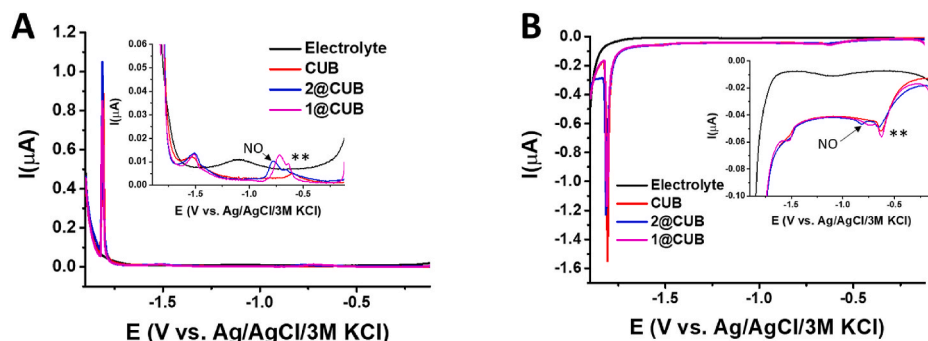 A
I(μA)
1.2
1.0
0.8
0.6
0.4
0.2
0.0
-1.5
-1.0
-0.5
E (V vs. Ag/AgCl/3M KCl)
Electrolyte
CUB
2@CUB
1@CUB
I(μA)
0.06
0.05
0.04
0.03
0.02
0.01
0.00
NO
**
-1.5
-1.0
-0.5
E (V vs. Ag/AgCl/3M KCl)
B
I(μA)
0.0
-0.2
-0.4
-0.6
-0.8
-1.0
-1.2
-1.4
-1.6
-1.5
-1.0
-0.5
E (V vs. Ag/AgCl/3M KCl)
Electrolyte
CUB
2@CUB
1@CUB
I(μA)
0.00
-0.02
-0.04
-0.06
-0.08
-0.10
NO
**
-1.5
-1.0
-0.5
E (V vs. Ag/AgCl/3M KCl)